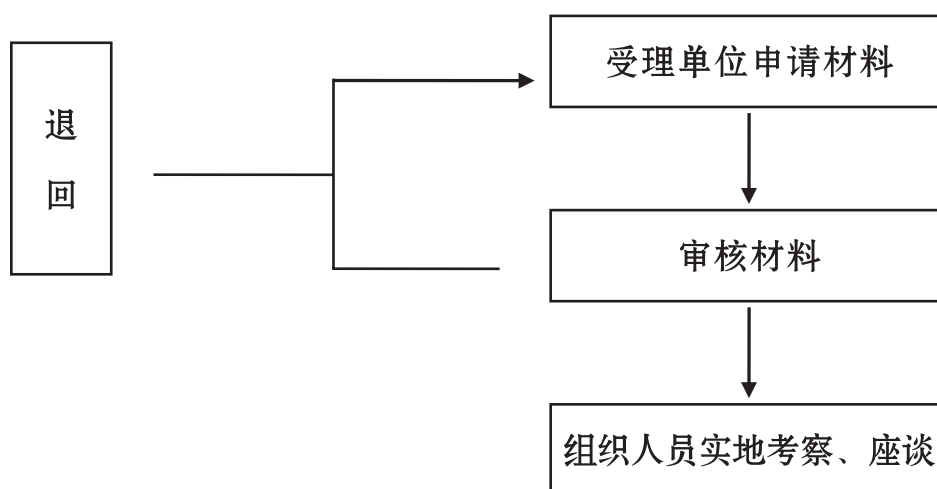 退
回
受理单位申请材料
审核材料
组织人员实地考察、座谈